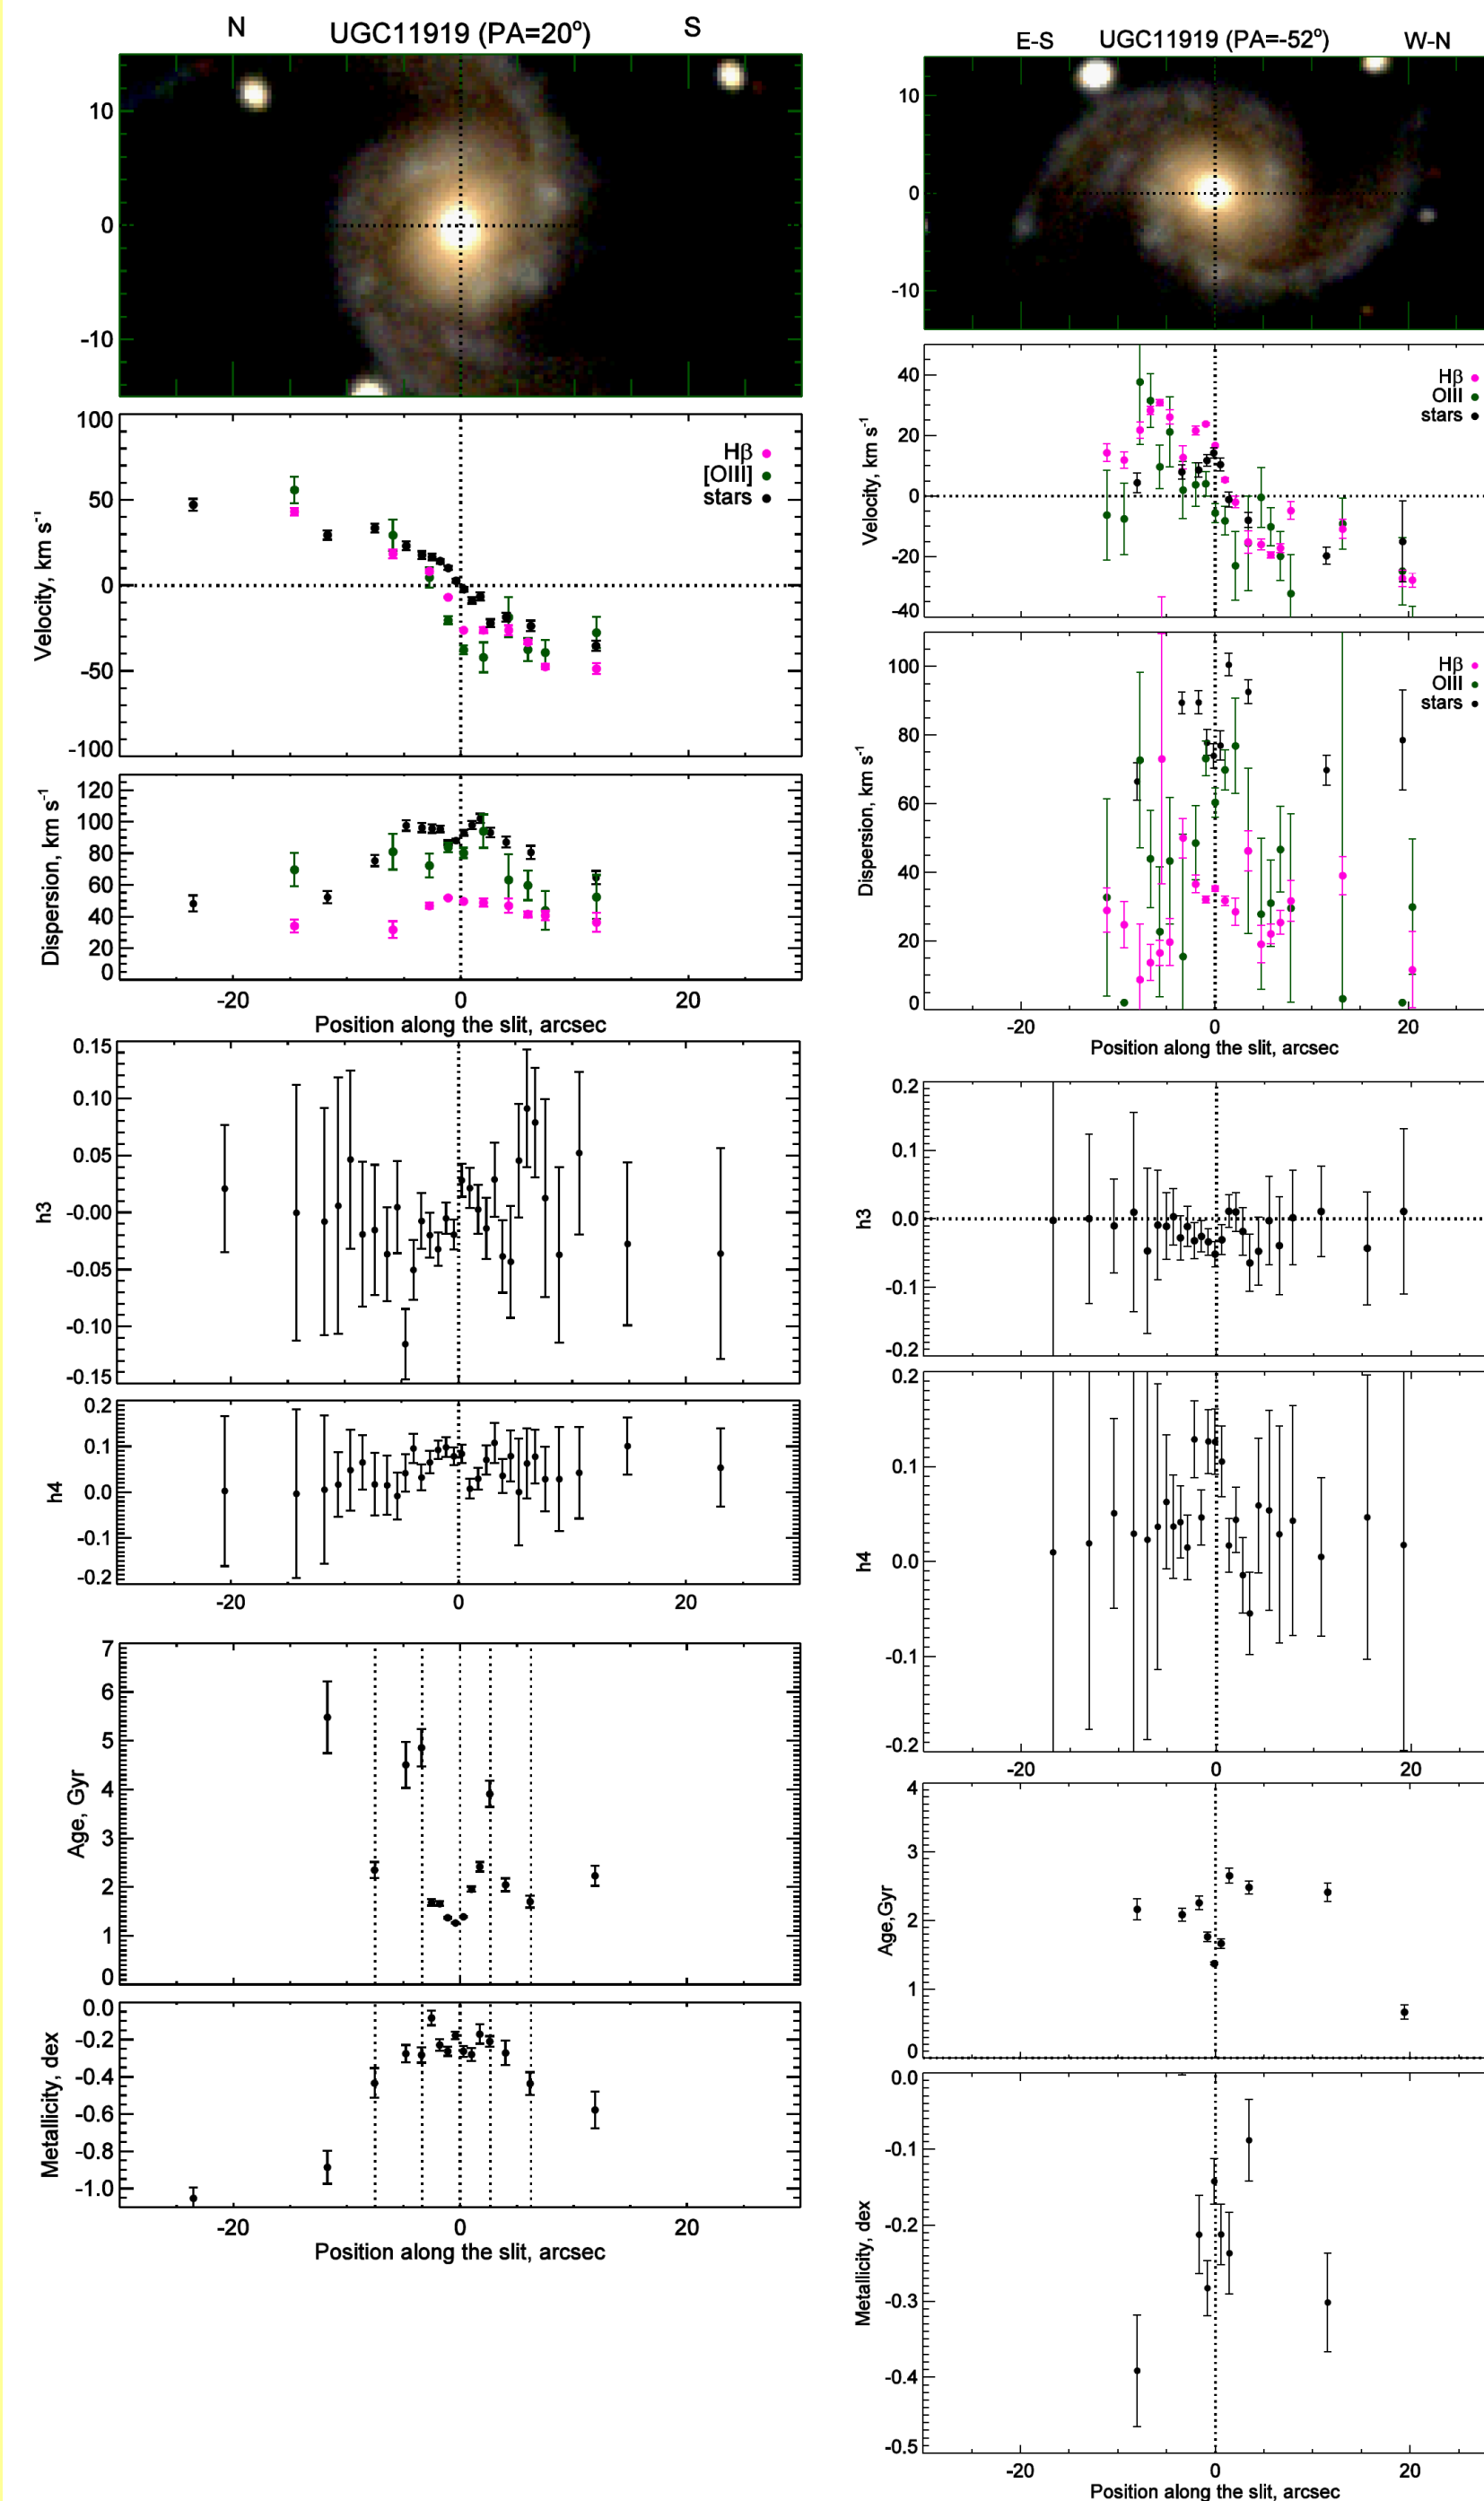 N UGC11919 (PA=20°) S
10
0
-10
100
50
0
-50
-100
Velocity, km s⁻¹
Hβ
[OIII]
stars
120
100
80
60
40
20
0
Dispersion, km s⁻¹
-20 0 20
Position along the slit, arcsec
0.15
0.10
0.05
-0.00
-0.05
-0.10
-0.15
h3
0.2
0.1
0.0
-0.1
-0.2
h4
-20 0 20
7
6
5
4
3
2
1
0
Age, Gyr
0.0
-0.2
-0.4
-0.6
-0.8
-1.0
Metallicity, dex
-20 0 20
Position along the slit, arcsec
E-S UGC11919 (PA=-52°) W-N
10
0
-10
40
20
0
-20
-40
Velocity, km s⁻¹
Hβ
OIII
stars
100
80
60
40
20
0
Dispersion, km s⁻¹
Hβ
OIII
stars
-20 0 20
Position along the slit, arcsec
0.2
0.1
0.0
-0.1
-0.2
h3
0.2
0.1
0.0
-0.1
-0.2
h4
-20 0 20
4
3
2
1
0
Age,Gyr
0.0
-0.1
-0.2
-0.3
-0.4
-0.5
Metallicity, dex
-20 0 20
Position along the slit, arcsec